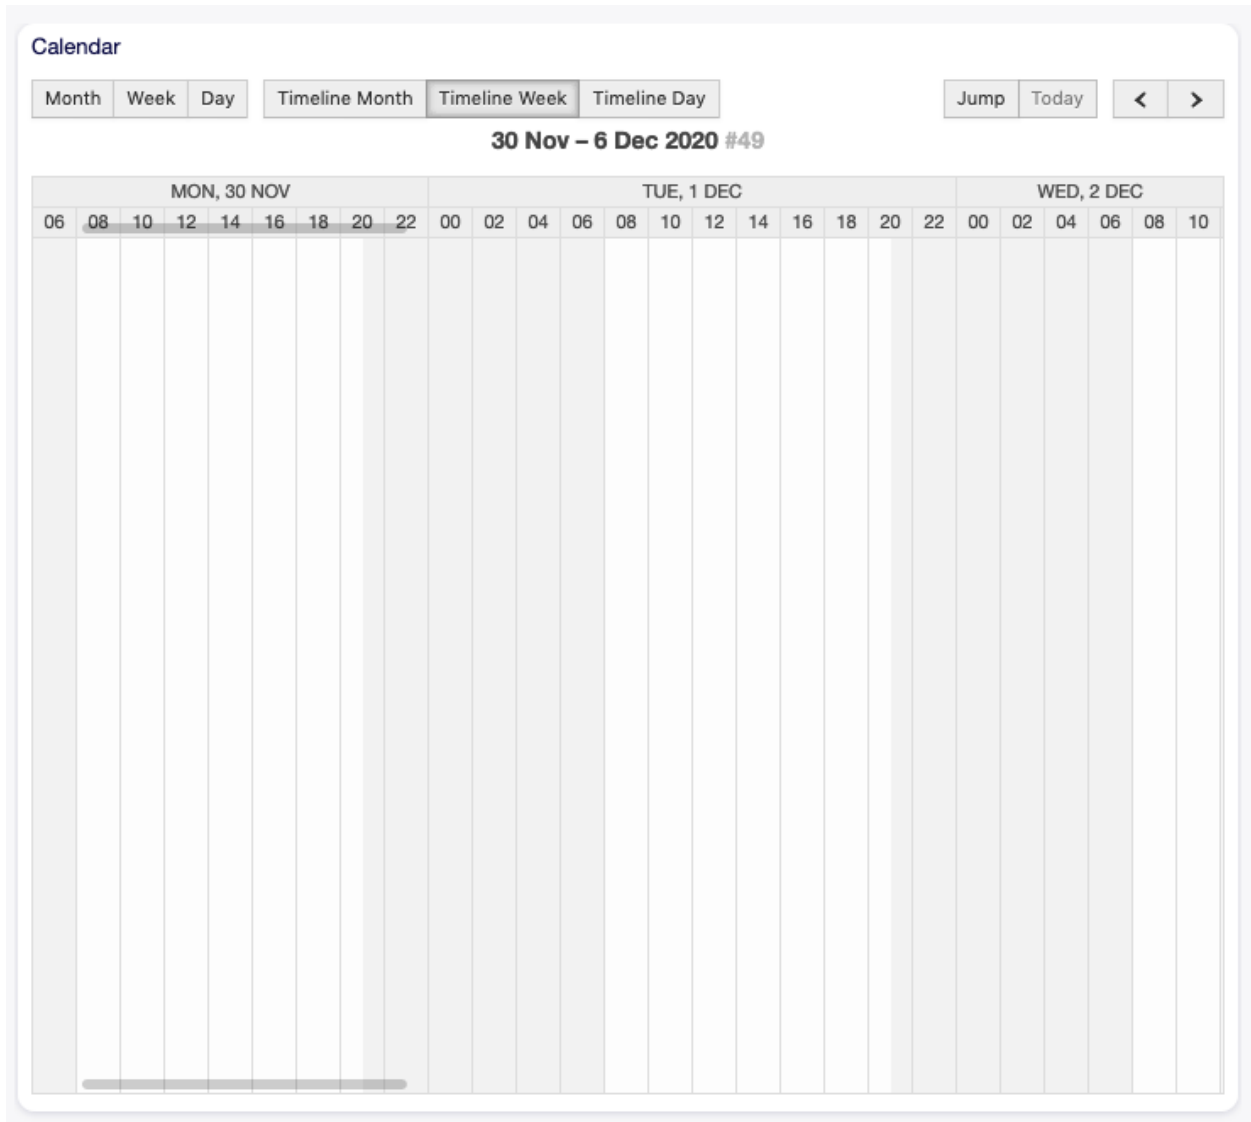 Calendar
Month Week Day Timeline Month Timeline Week Timeline Day Jump Today < >
30 Nov – 6 Dec 2020 #49
MON, 30 NOV TUE, 1 DEC WED, 2 DEC
06 08 10 12 14 16 18 20 22 00 02 04 06 08 10 12 14 16 18 20 22 00 02 04 06 08 10